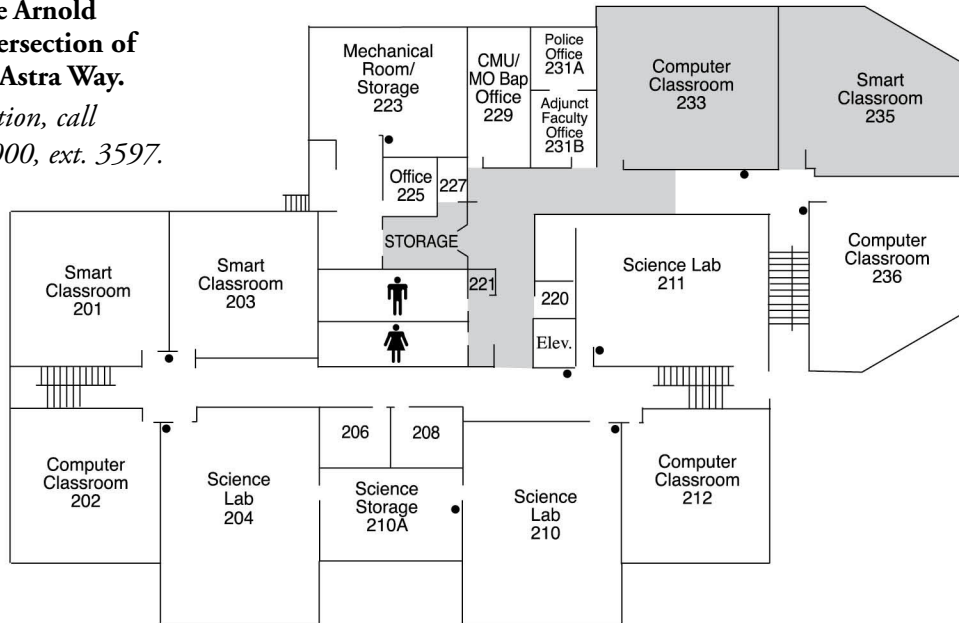 e Arnold
ersection of
Astra Way.
tion, call
900, ext. 3597.
Mechanical
Room/
Storage
223
CMU/
MO Bap
Office
229
Police
Office
231A
Adjunct
Faculty
Office
231B
Computer
Classroom
233
Smart
Classroom
235
Office
225
227
STORAGE
221
220
Elev.
Science Lab
211
Computer
Classroom
236
Smart
Classroom
201
Smart
Classroom
203
Computer
Classroom
202
Science
Lab
204
206
208
Science
Storage
210A
Science
Lab
210
Computer
Classroom
212